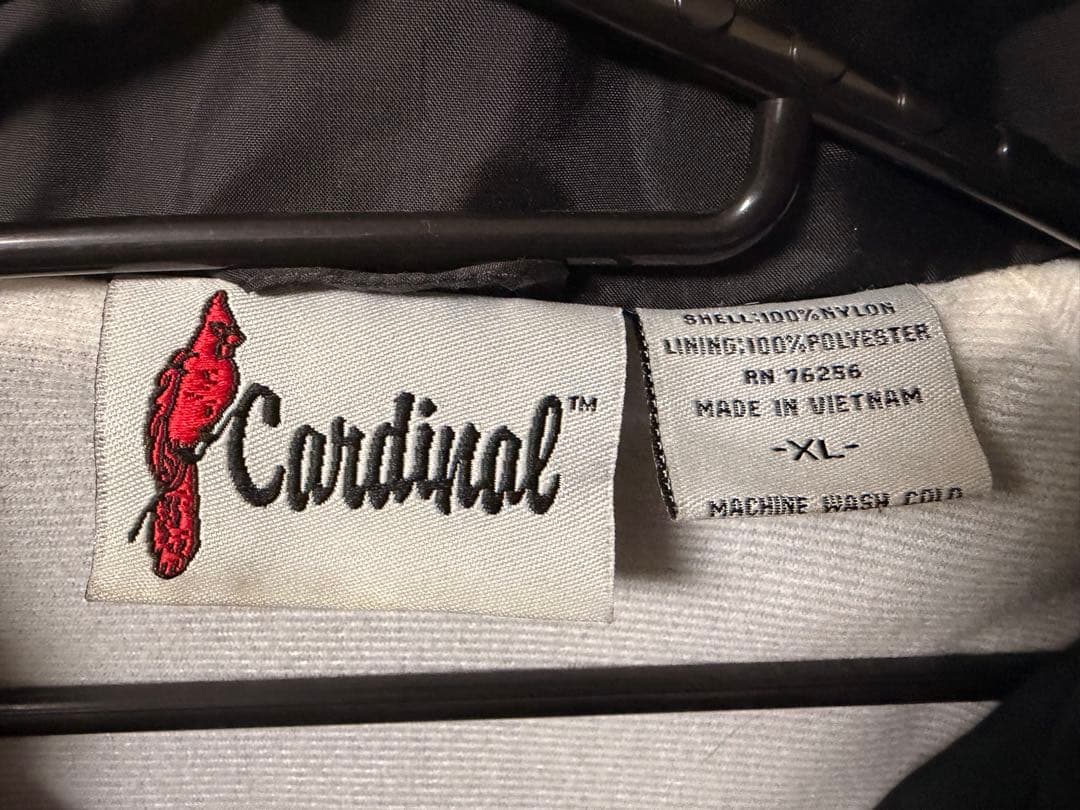 Cardinal™
SHELL:100%NYLON
LINING:100%POLYESTER
RN 76256
MADE IN VIETNAM
-XL-
MACHINE WASH COLD